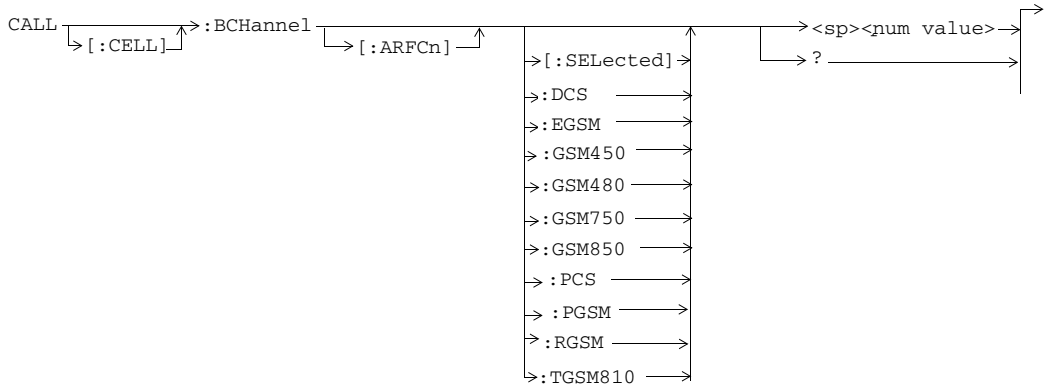 CALL :BCHannel <sp><num value>
[:CELL] [:ARFCn] ?
[:SELected]
:DCS
:EGSM
:GSM450
:GSM480
:GSM750
:GSM850
:PCS
:PGSM
:RGSM
:TGSM810